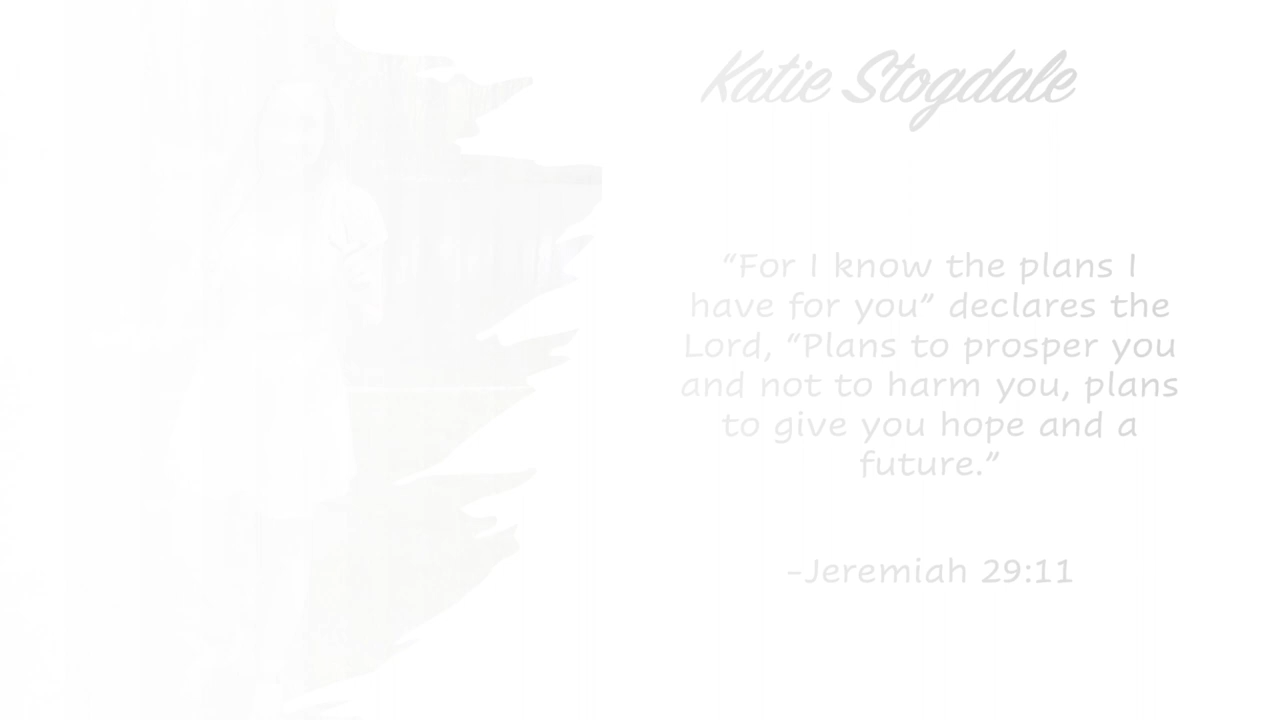 Katie Stogdale
“For I know the plans I
have for you” declares the
Lord, “Plans to prosper you
and not to harm you, plans
to give you hope and a
future.”
-Jeremiah 29:11